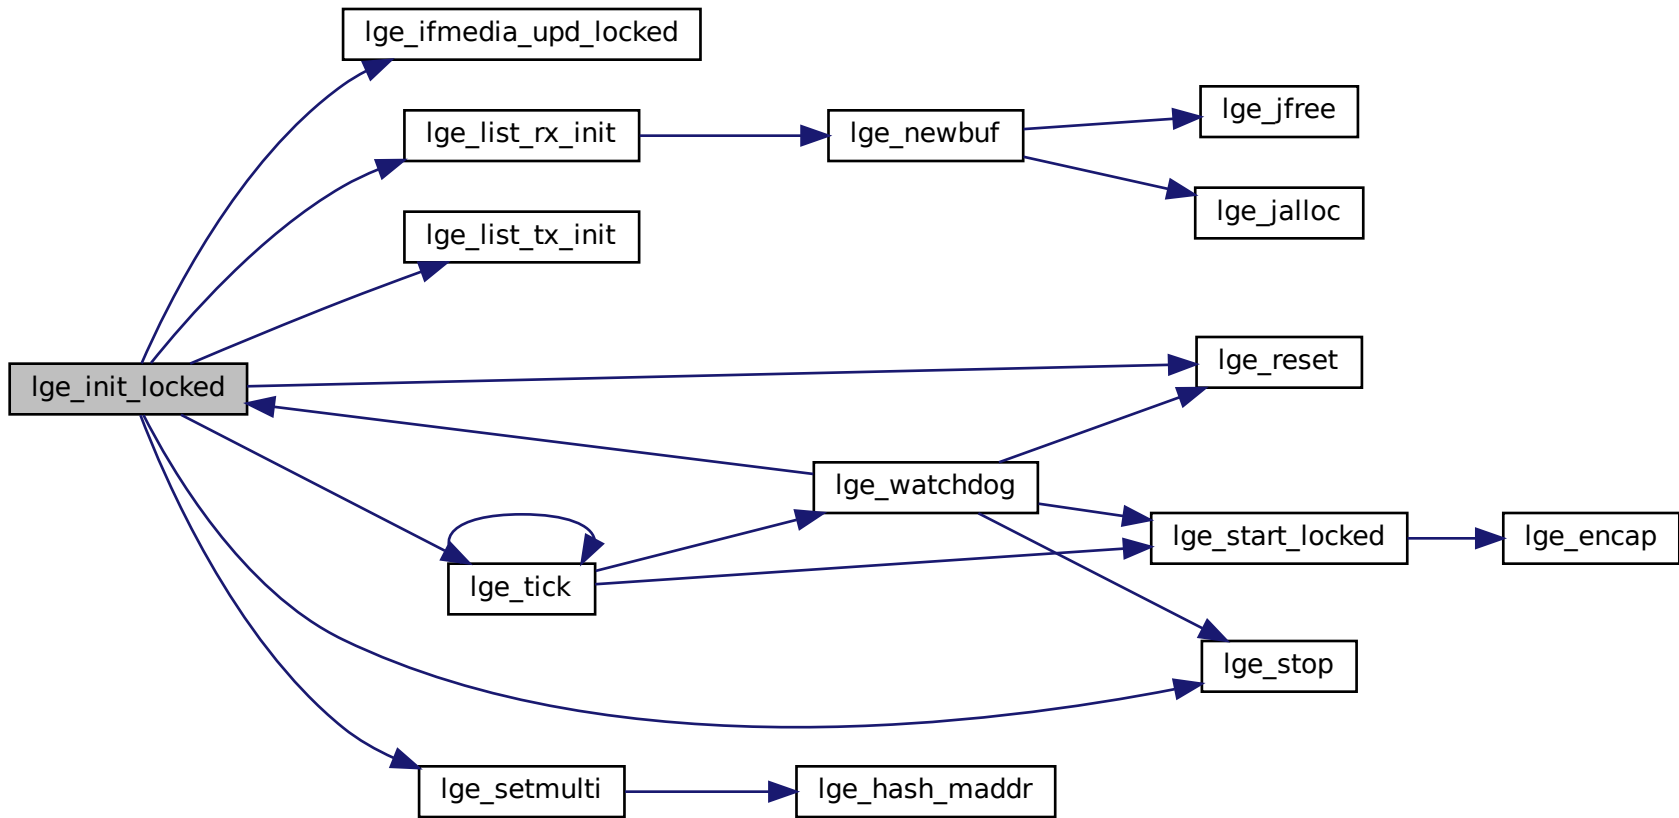 lge_ifmedia_upd_locked
lge_jfree
lge_list_rx_init
lge_newbuf
lge_jalloc
lge_list_tx_init
lge_reset
lge_init_locked
lge_watchdog
lge_start_locked
lge_encap
lge_tick
lge_stop
lge_setmulti
lge_hash_maddr